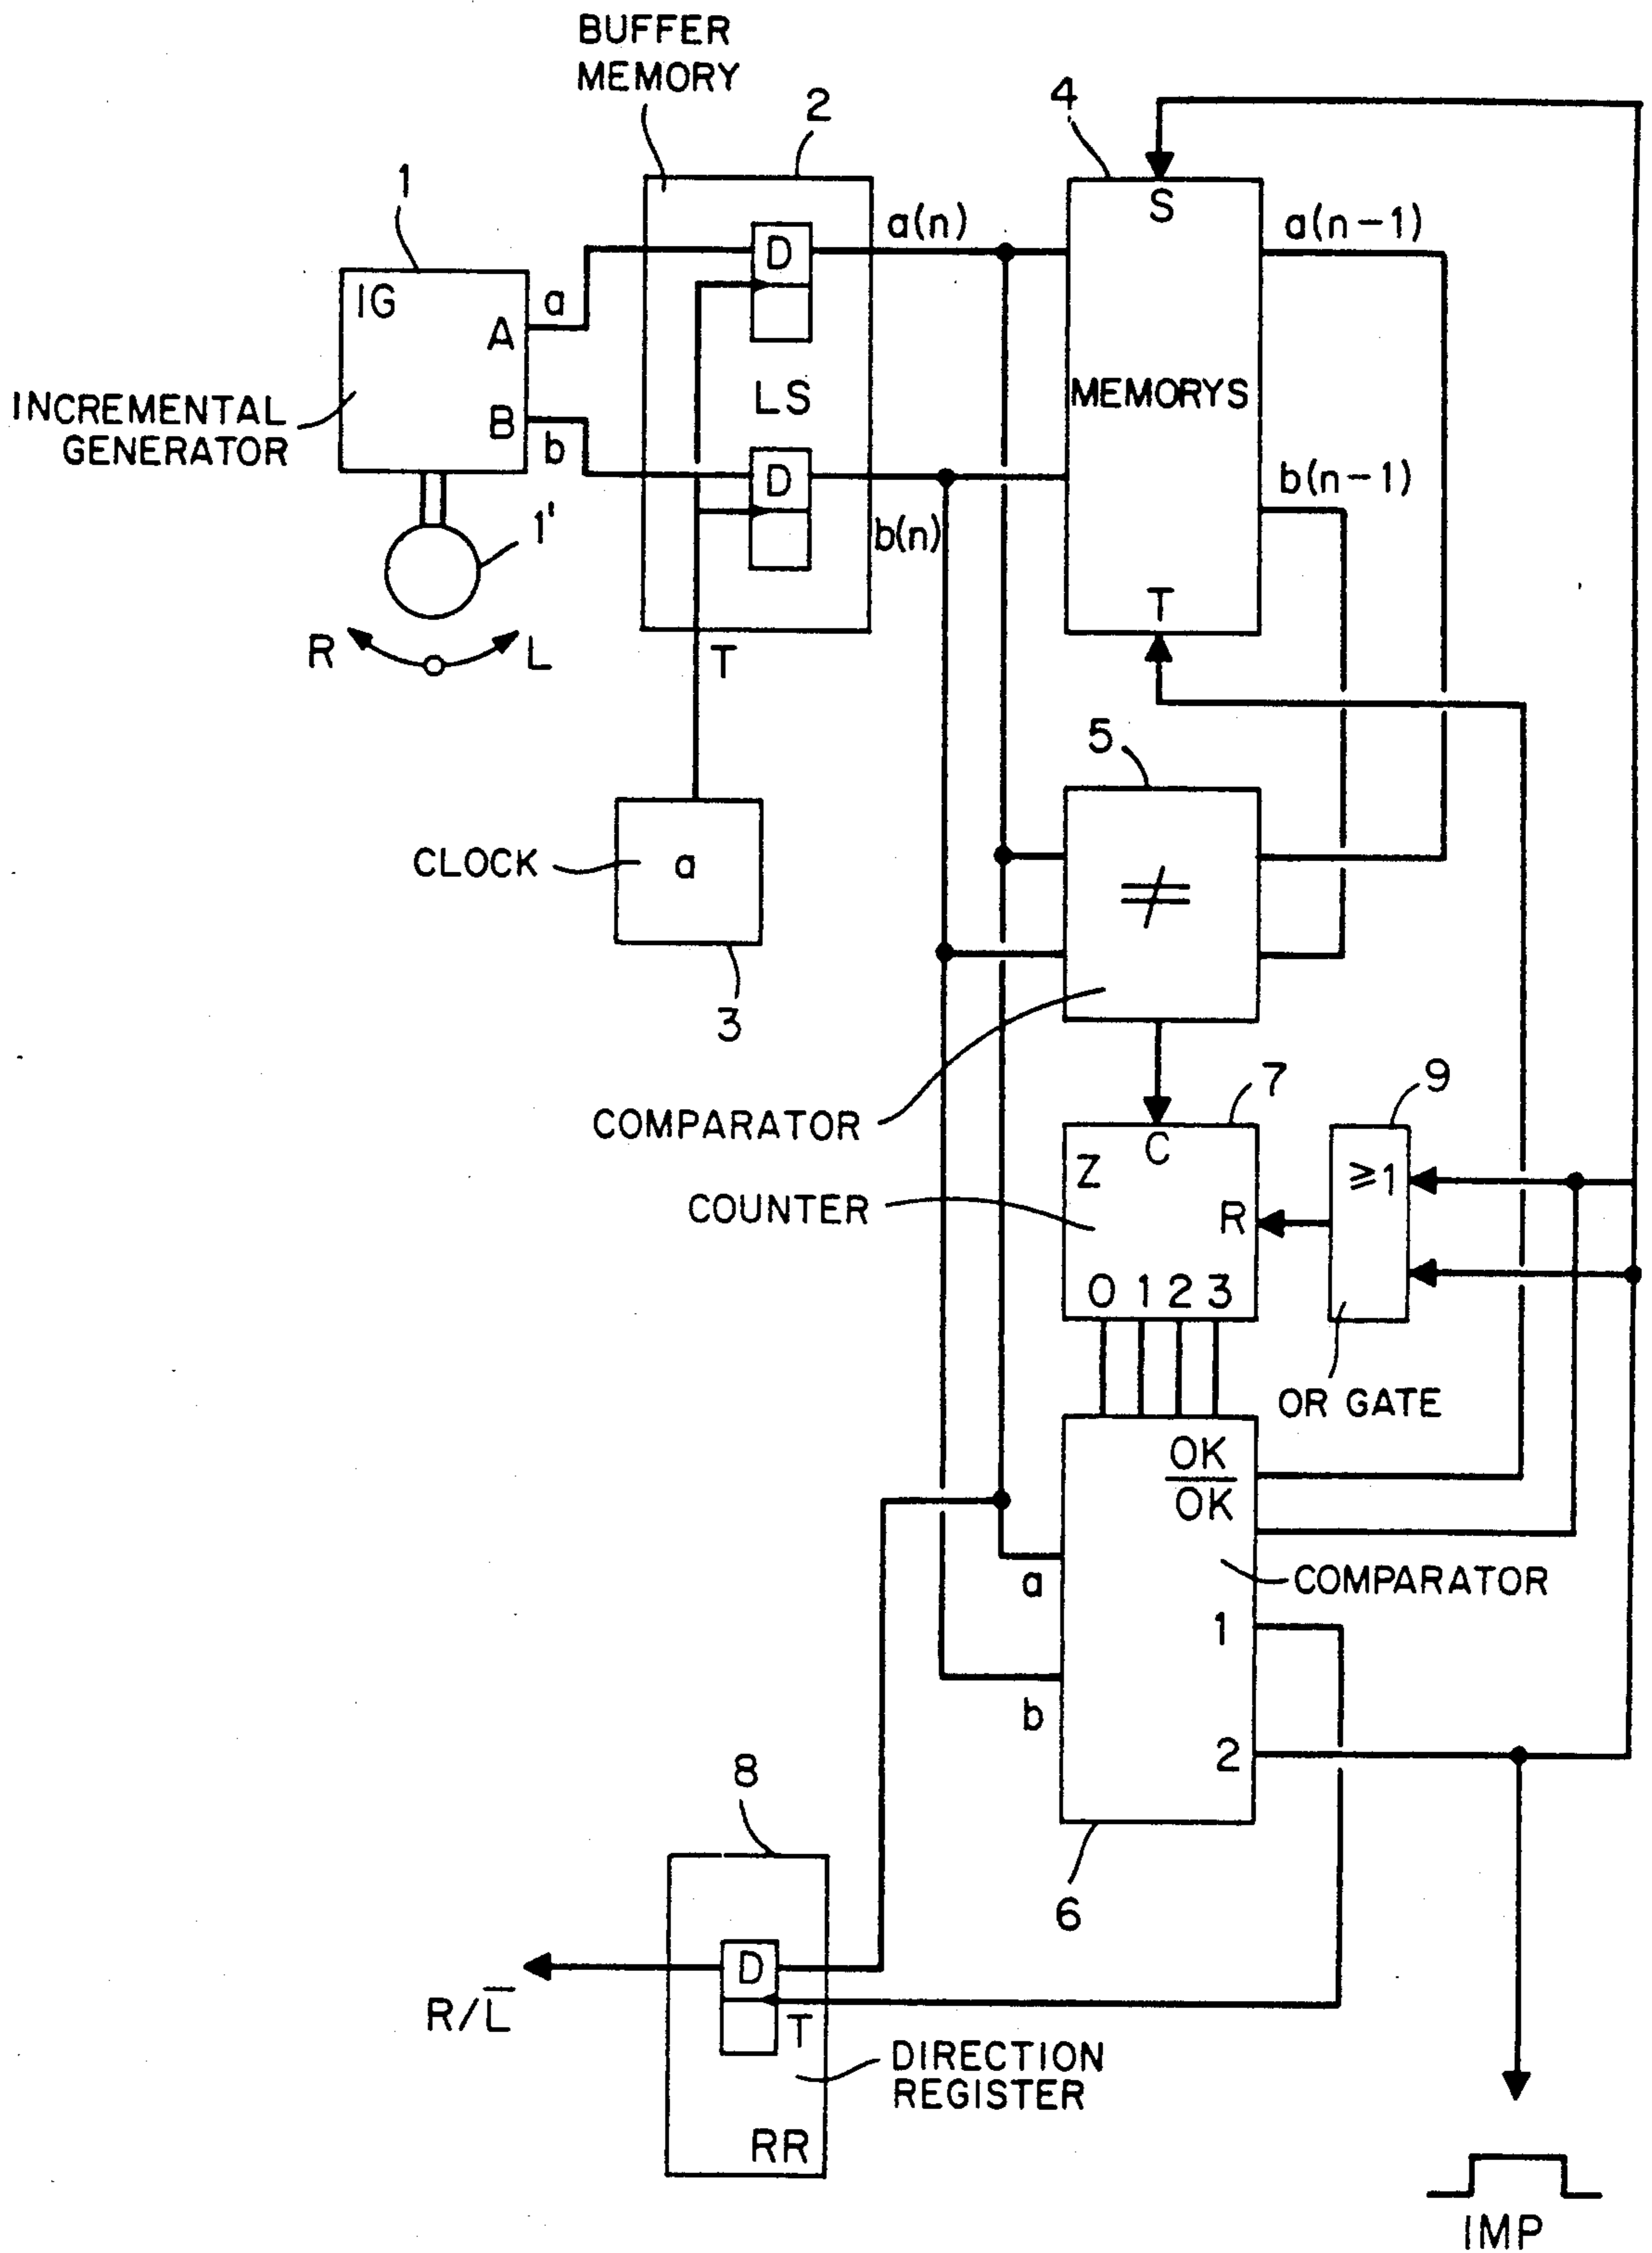 BUFFER
MEMORY
2
4
1
S
a(n)
a(n-1)
D
IG
a
A
LS
MEMORYS
INCREMENTAL
GENERATOR
B
b
D
b(n-1)
1'
b(n)
T
R
L
T
5
CLOCK
a
≠
3
COMPARATOR
7
9
C
Z
≥1
COUNTER
R
0 1 2 3
OR GATE
OK
O̅K̅
COMPARATOR
a
1
b
2
8
6
D
R/L̅
T
DIRECTION
REGISTER
RR
IMP